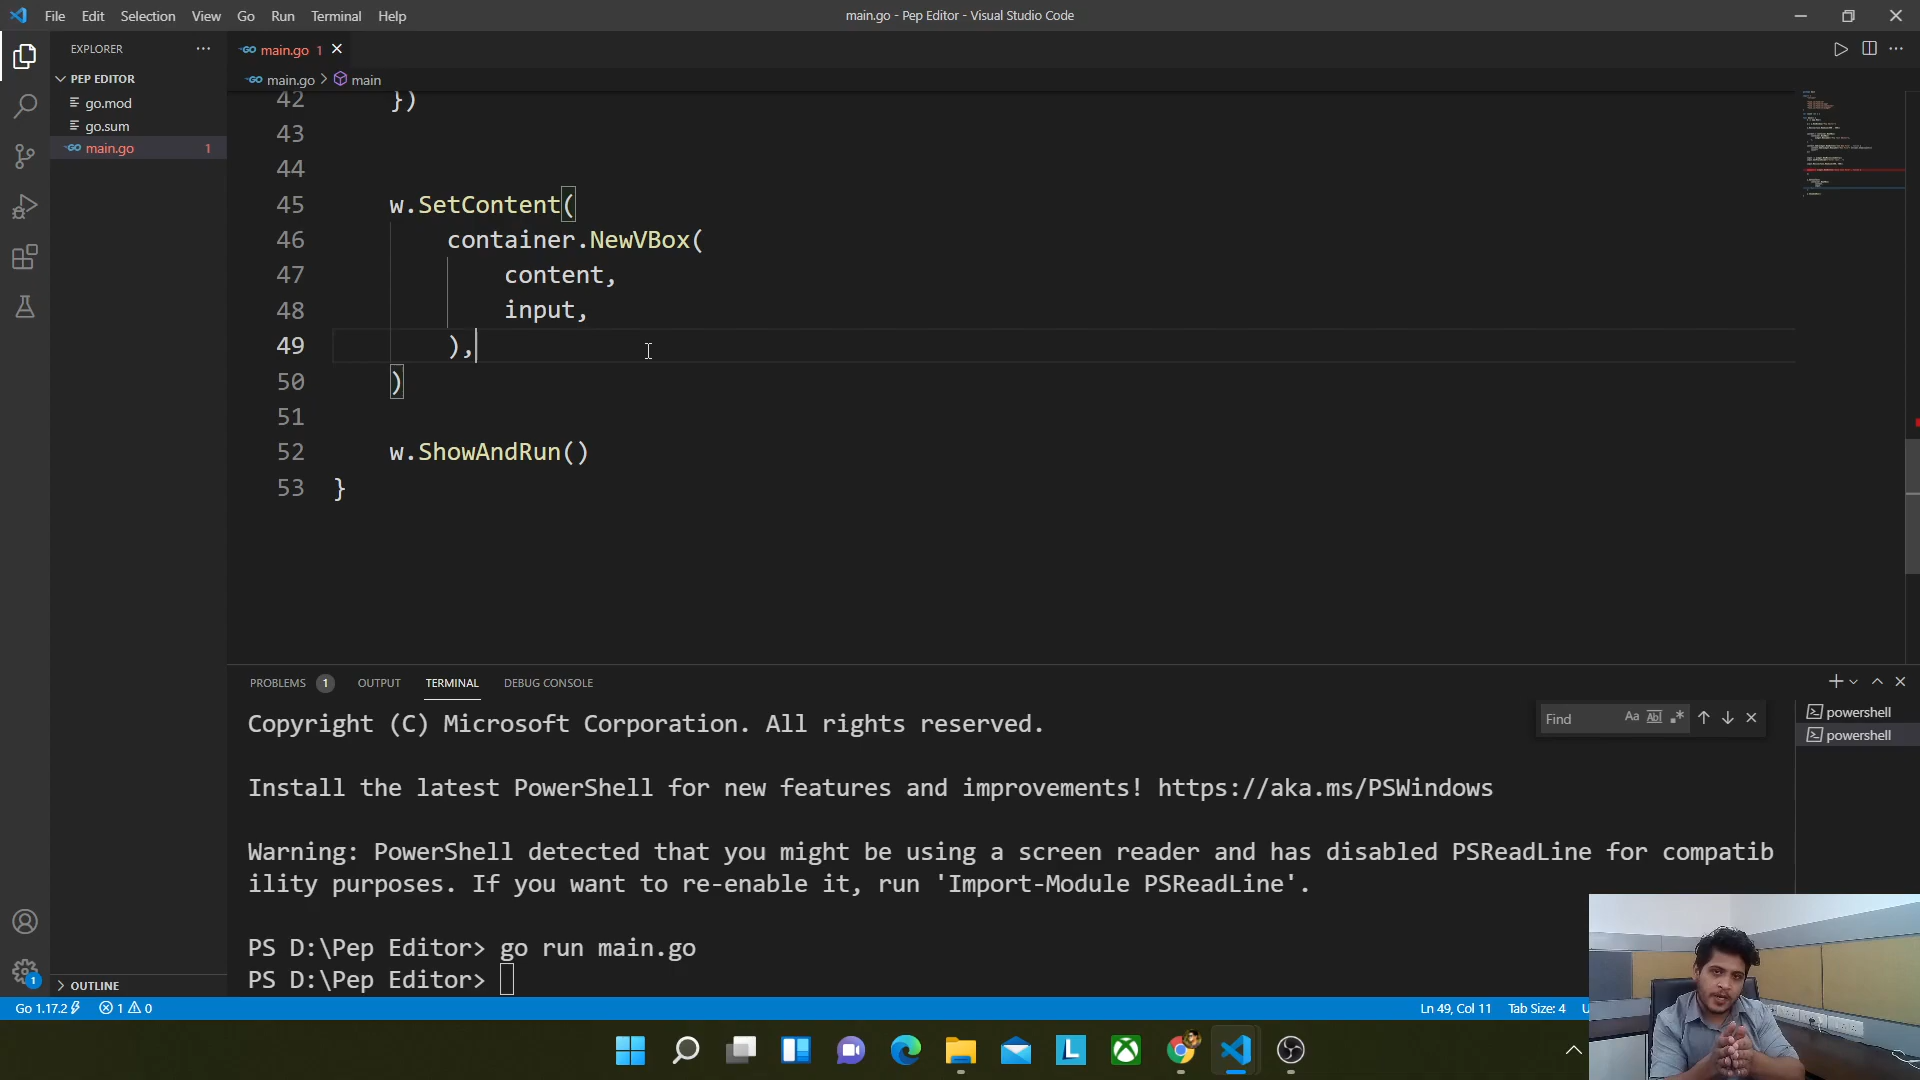 File Edit Selection View Go Run Terminal Help
main.go - Pep Editor - Visual Studio Code
EXPLORER
PEP EDITOR
go.mod
go.sum
main.go 1
main.go 1
main.go > main
42 })
43
44
45 w.SetContent(
46 container.NewVBox(
47 content,
48 input,
49 ),
50 )
51
52 w.ShowAndRun()
53 }
PROBLEMS 1 OUTPUT TERMINAL DEBUG CONSOLE
Copyright (C) Microsoft Corporation. All rights reserved.
Find Aa Abl .*
powershell
powershell
Install the latest PowerShell for new features and improvements! https://aka.ms/PSWindows
Warning: PowerShell detected that you might be using a screen reader and has disabled PSReadLine for compatib
ility purposes. If you want to re-enable it, run 'Import-Module PSReadLine'.
PS D:\Pep Editor> go run main.go
PS D:\Pep Editor>
OUTLINE
1
Go 1.17.2 1 0
Ln 49, Col 11 Tab Size: 4
L